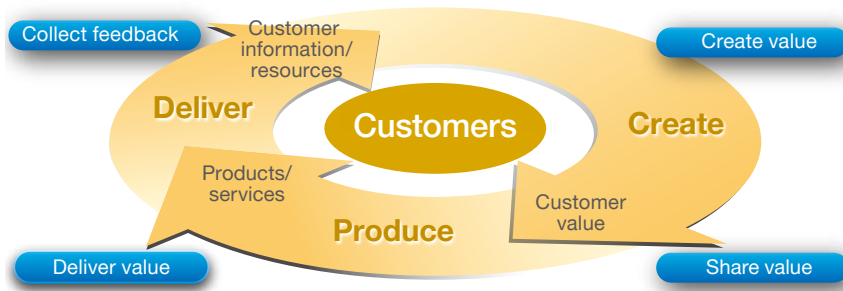 Collect feedback
Customer
information/
resources
Create value
Deliver
Customers
Create
Products/
services
Customer
value
Produce
Deliver value
Share value